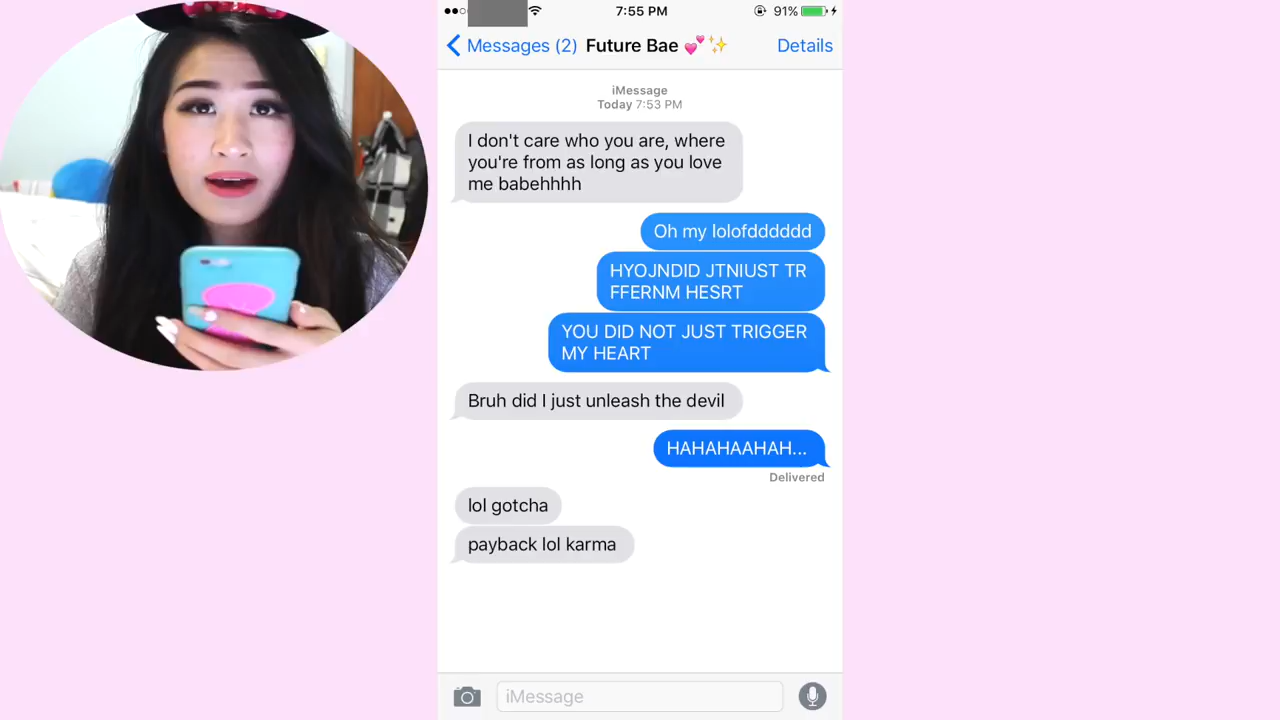 7:55 PM
91%
Messages (2) Future Bae 💕✨ Details
iMessage
Today 7:53 PM
I don't care who you are, where
you're from as long as you love
me babehhhh
Oh my lolofdddddd
HYOJNDID JTNIUST TR
FFERNM HESRT
YOU DID NOT JUST TRIGGER
MY HEART
Bruh did I just unleash the devil
HAHAHAAHAH...
Delivered
lol gotcha
payback lol karma
iMessage